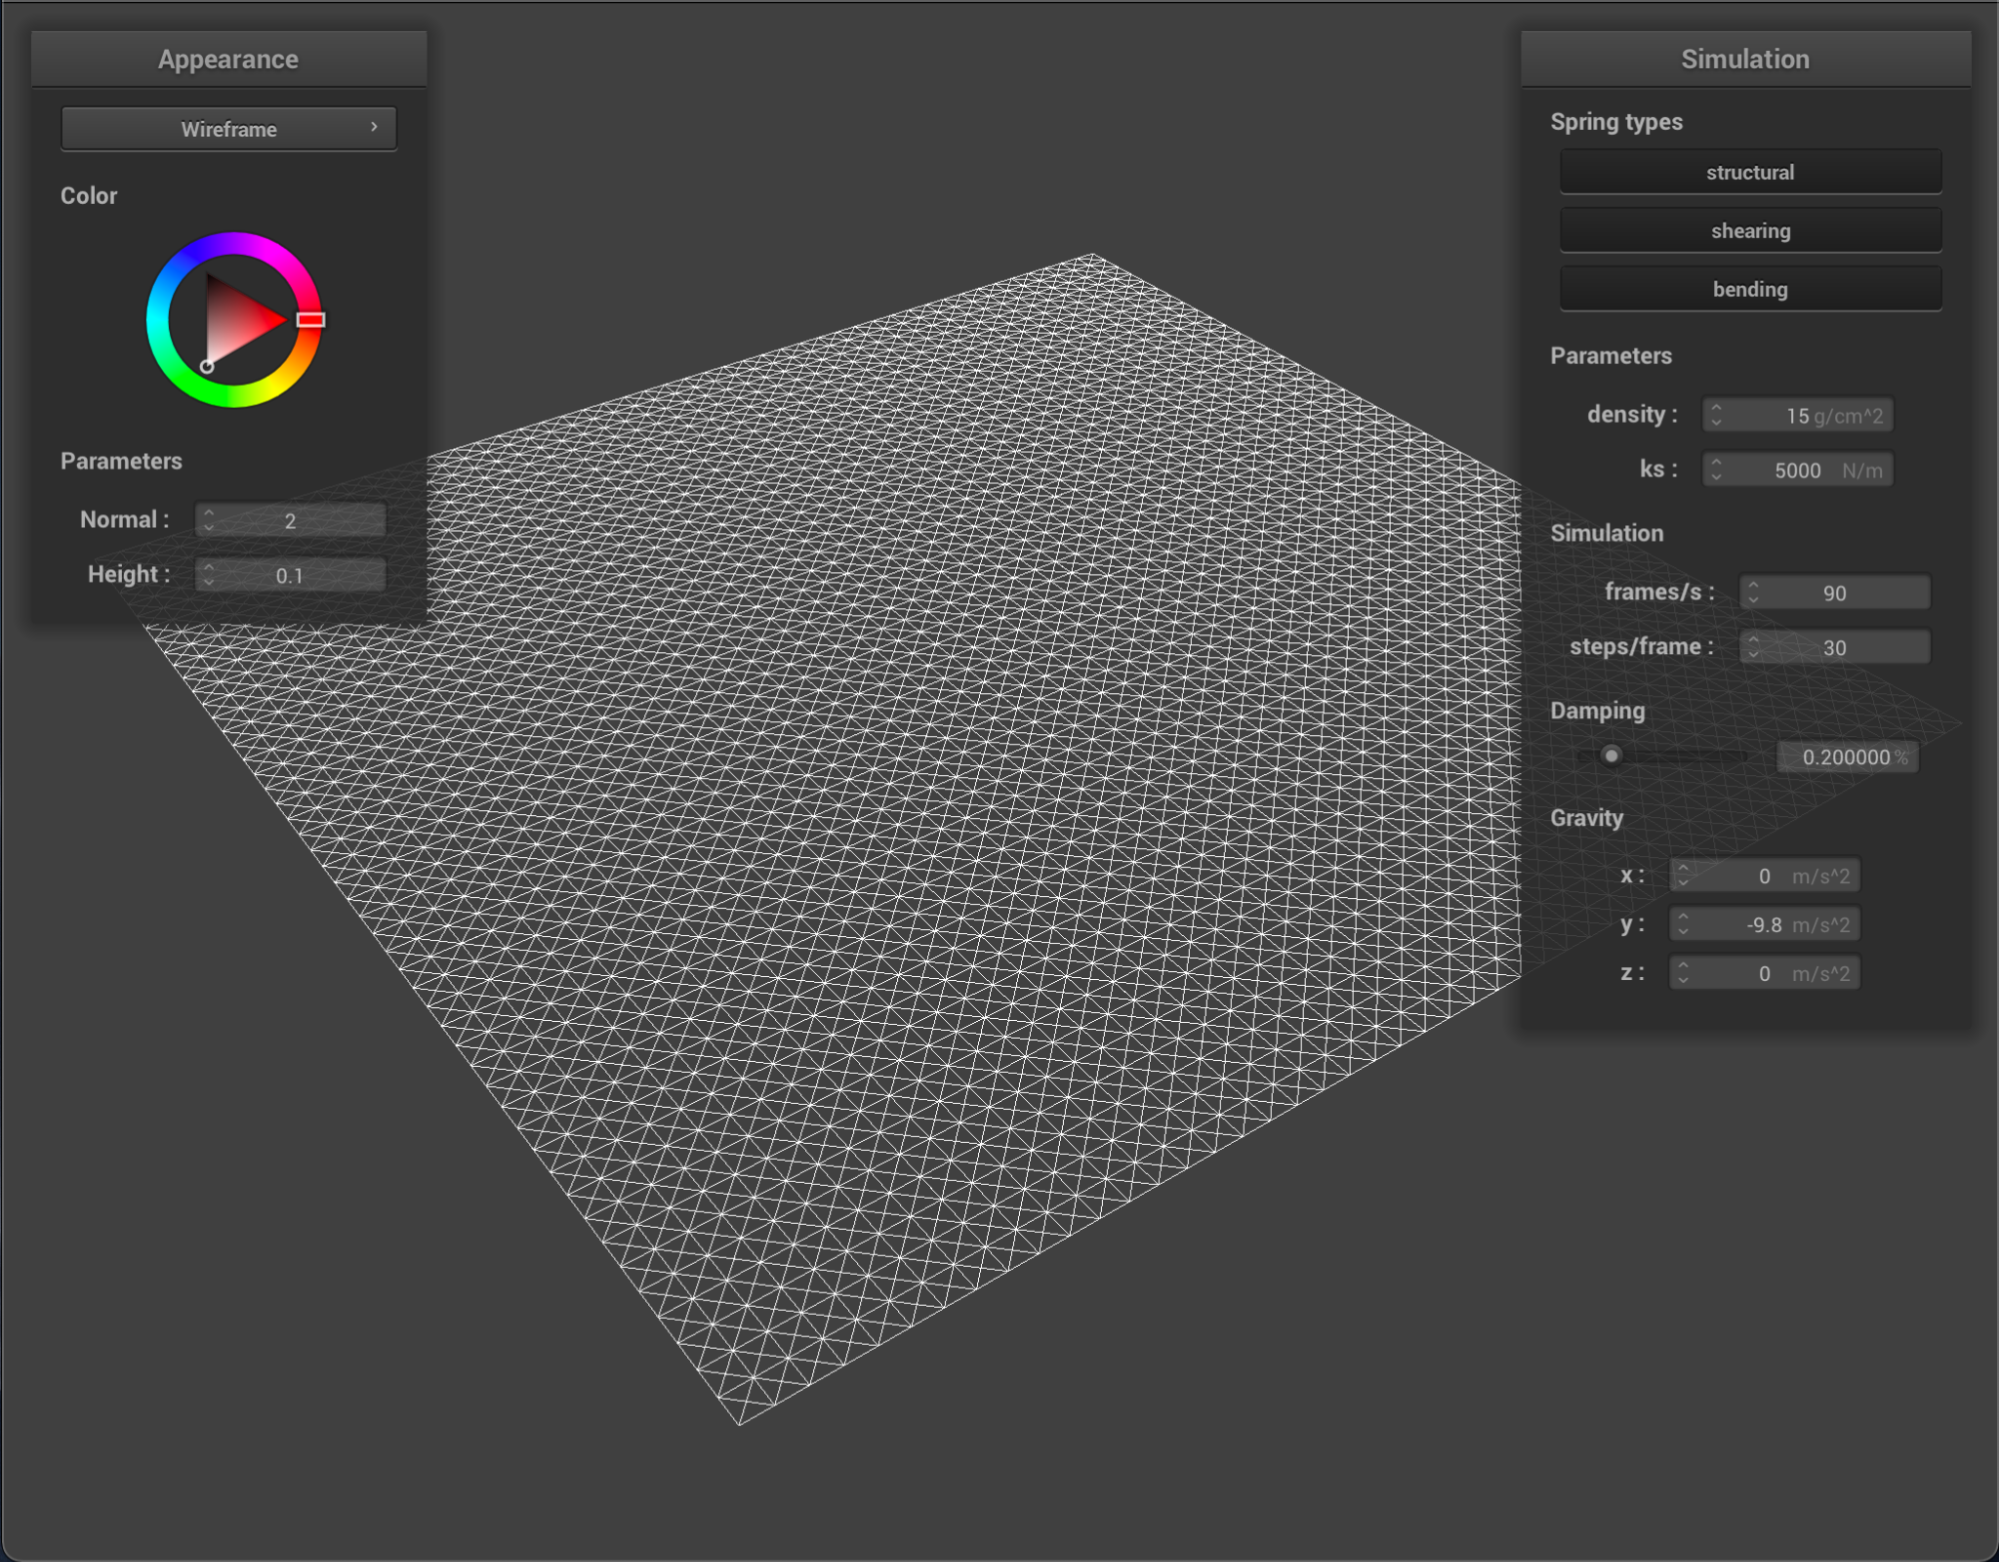 Appearance
Wireframe
Color
Parameters
Normal : 2
Height : 0.1
Simulation
Spring types
structural
shearing
bending
Parameters
density : 15 g/cm^2
ks : 5000 N/m
Simulation
frames/s : 90
steps/frame : 30
Damping
0.200000 %
Gravity
x : 0 m/s^2
y : -9.8 m/s^2
z : 0 m/s^2